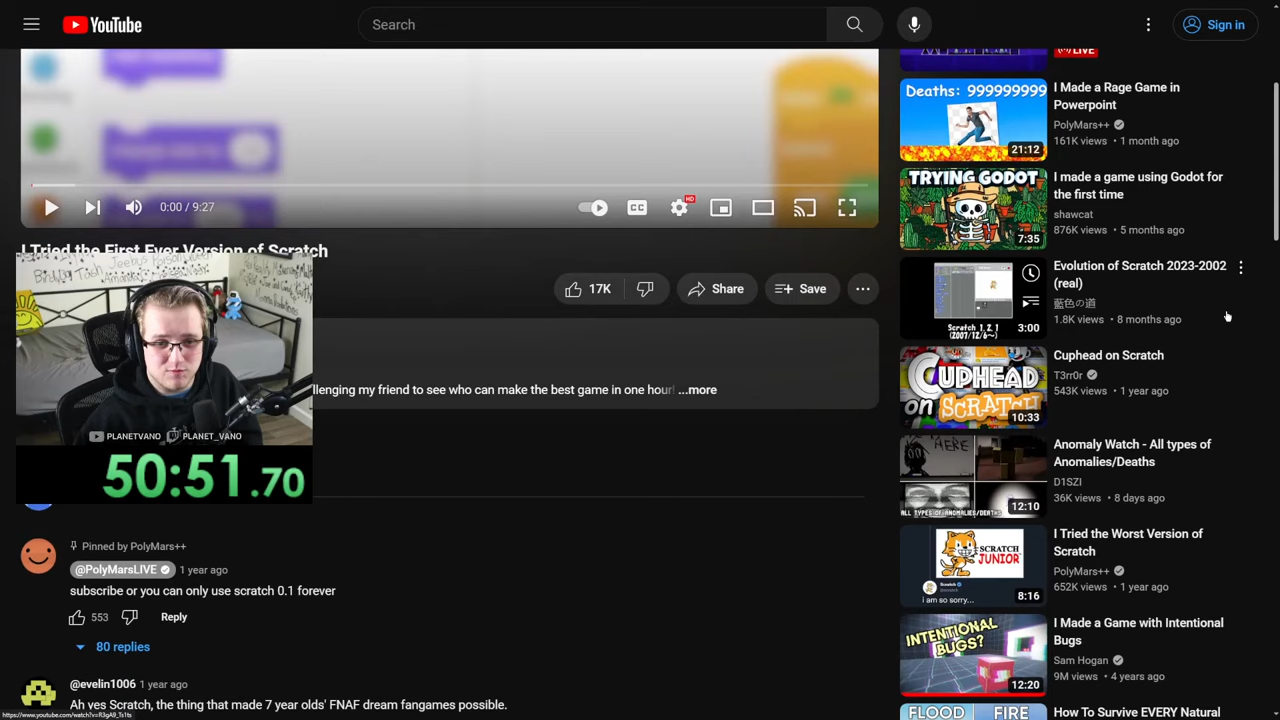 YouTube
Search
Sign in
0:00 / 9:27
CC
HD
I Tried the First Ever Version of Scratch
17K
Share
Save
llenging my friend to see who can make the best game in one hour
...more
PLANETVANO
PLANET_VANO
50:51.70
Pinned by PolyMars++
@PolyMarsLIVE 1 year ago
subscribe or you can only use scratch 0.1 forever
553
Reply
80 replies
@evelin1006 1 year ago
Ah yes Scratch, the thing that made 7 year olds' FNAF dream fangames possible.
https://www.youtube.com/watch?v=R3gA9_Ts1ts
LIVE
Deaths: 999999999
21:12
I Made a Rage Game in
Powerpoint
PolyMars++
161K views • 1 month ago
TRYING GODOT
7:35
I made a game using Godot for
the first time
shawcat
876K views • 5 months ago
Scratch 1.2.1
(2007/12/6~)
3:00
Evolution of Scratch 2023-2002
(real)
藍色の道
1.8K views • 8 months ago
CUPHEAD
on SCRATCH
10:33
Cuphead on Scratch
T3rr0r
543K views • 1 year ago
HERE
ALL TYPES OF ANOMALIES/DEATHS
12:10
Anomaly Watch - All types of
Anomalies/Deaths
D1SZI
36K views • 8 days ago
SCRATCH
JUNIOR
i am so sorry...
8:16
I Tried the Worst Version of
Scratch
PolyMars++
652K views • 1 year ago
INTENTIONAL
BUGS?
12:20
I Made a Game with Intentional
Bugs
Sam Hogan
9M views • 4 years ago
FLOOD
FIRE
How To Survive EVERY Natural